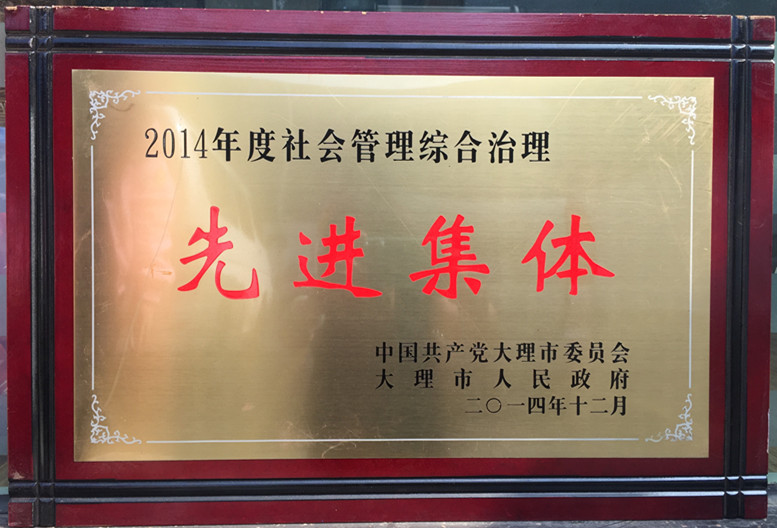 2014年度社会管理综合治理
先进集体
中国共产党大理市委员会
大理市人民政府
二〇一四年十二月